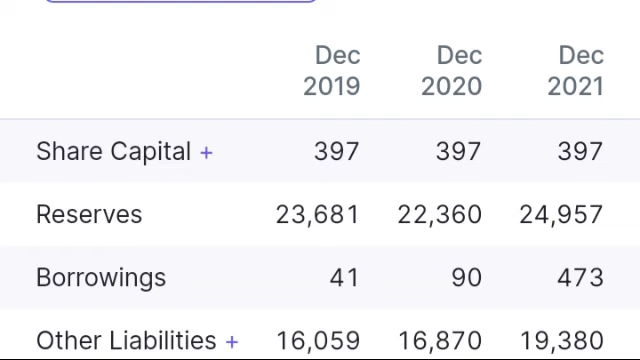 Dec Dec Dec
2019 2020 2021
Share Capital + 397 397 397
Reserves 23,681 22,360 24,957
Borrowings 41 90 473
Other Liabilities + 16,059 16,870 19,380